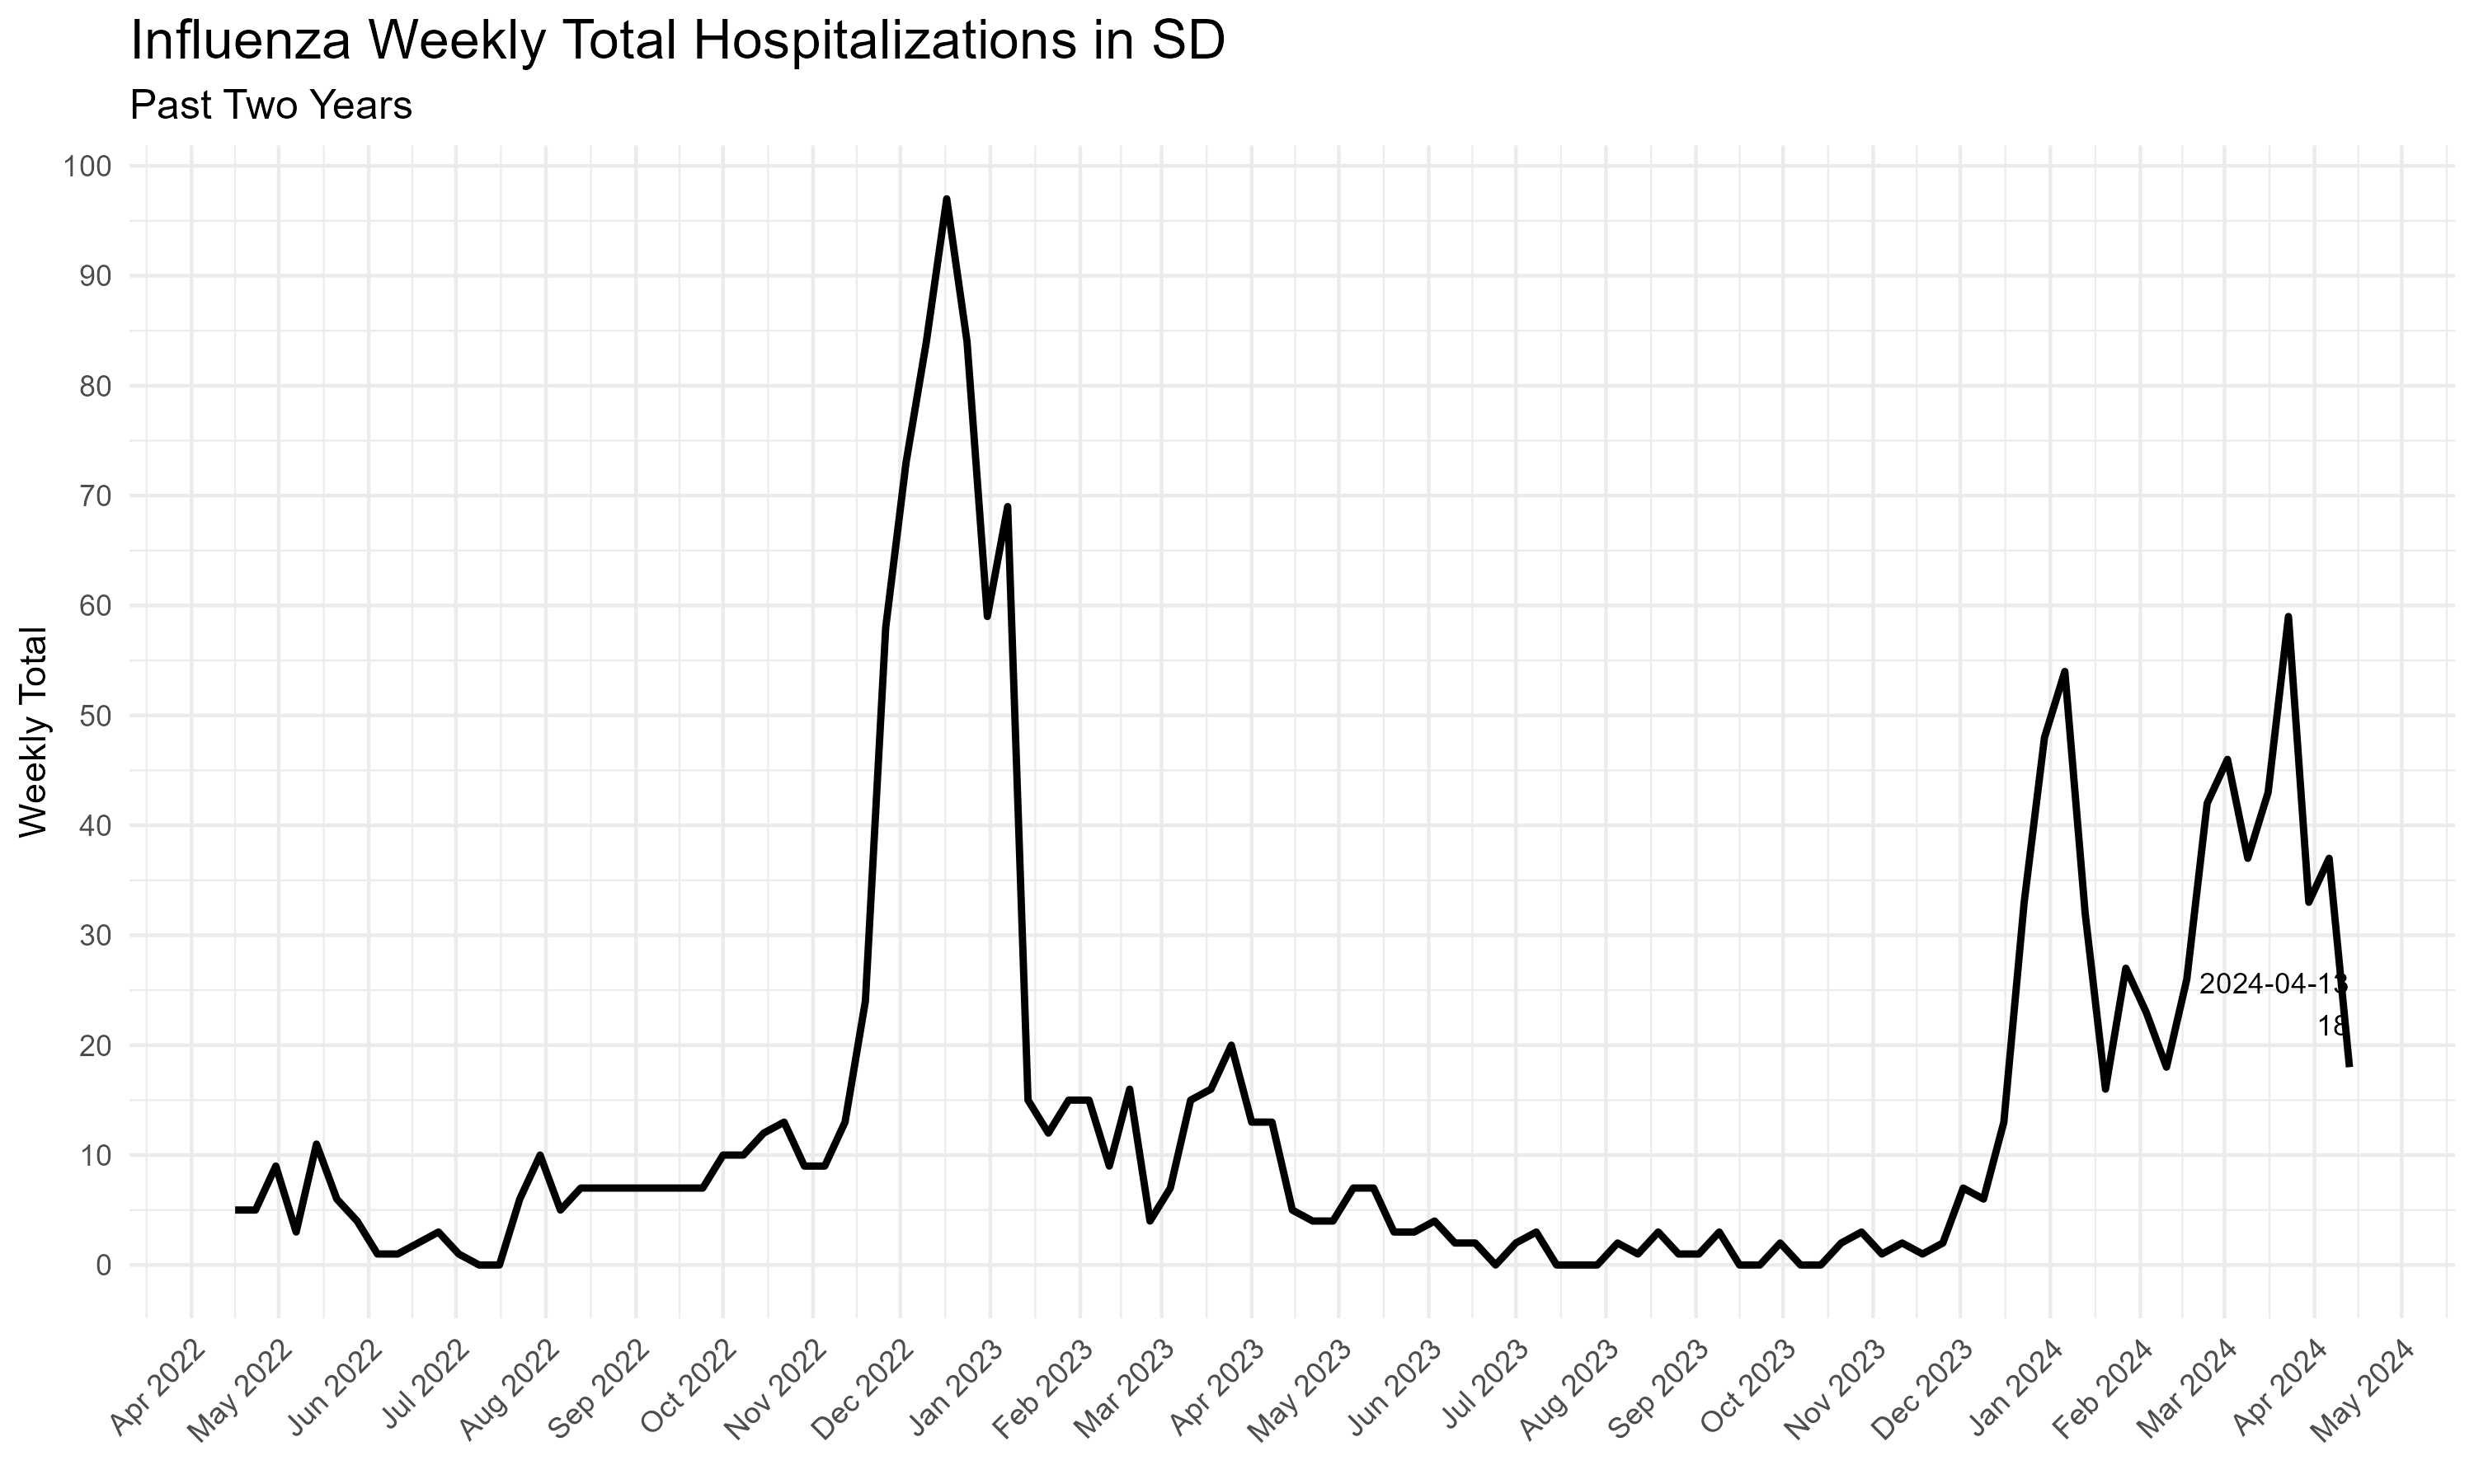 Influenza Weekly Total Hospitalizations in SD
Past Two Years
100
90
80
70
60
50
40
30
20
10
0
Weekly Total
2024-04-13
18
Apr 2022
May 2022
Jun 2022
Jul 2022
Aug 2022
Sep 2022
Oct 2022
Nov 2022
Dec 2022
Jan 2023
Feb 2023
Mar 2023
Apr 2023
May 2023
Jun 2023
Jul 2023
Aug 2023
Sep 2023
Oct 2023
Nov 2023
Dec 2023
Jan 2024
Feb 2024
Mar 2024
Apr 2024
May 2024